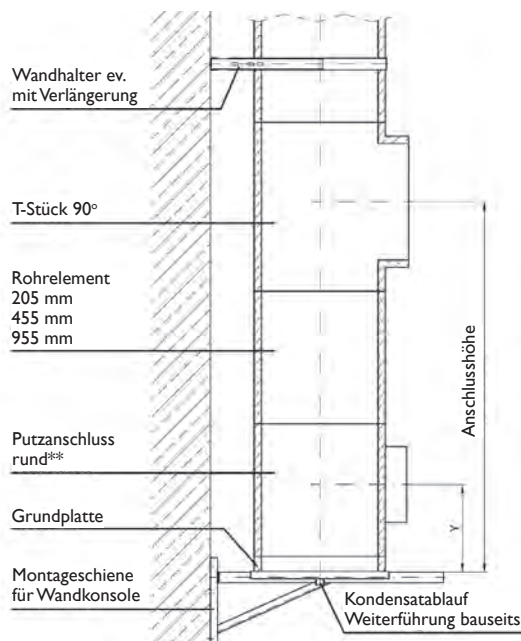 Wandhalter ev.
mit Verlängerung
T-Stück 90°
Rohrelement
205 mm
455 mm
955 mm
Putzanschluss
rund**
Grundplatte
Montageschiene
für Wandkonsole
Anschlusshöhe
Y
Kondensatablauf
Weiterführung bauseits